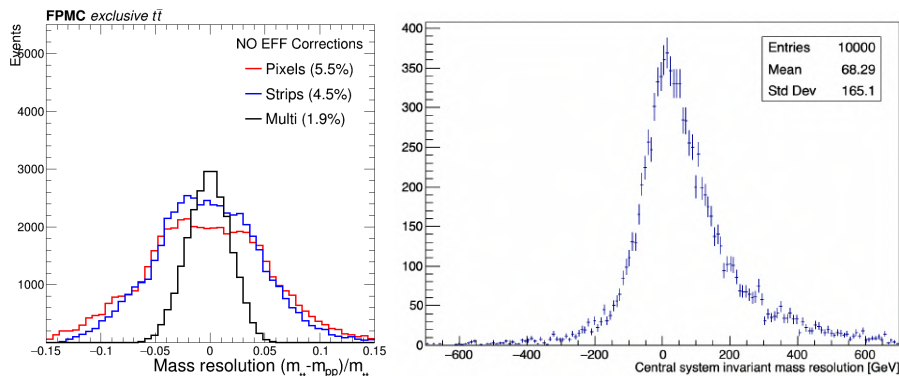 FPMC exclusive tt̄
Events
NO EFF Corrections
Pixels (5.5%)
Strips (4.5%)
Multi (1.9%)
6000
5000
4000
3000
2000
1000
−0.15 −0.1 −0.05 0 0.05 0.1 0.15
Mass resolution (m_tt-m_pp)/m_tt
Entries 10000
Mean 68.29
Std Dev 165.1
400
350
300
250
200
150
100
50
0
−600 −400 −200 0 200 400 600
Central system invariant mass resolution [GeV]